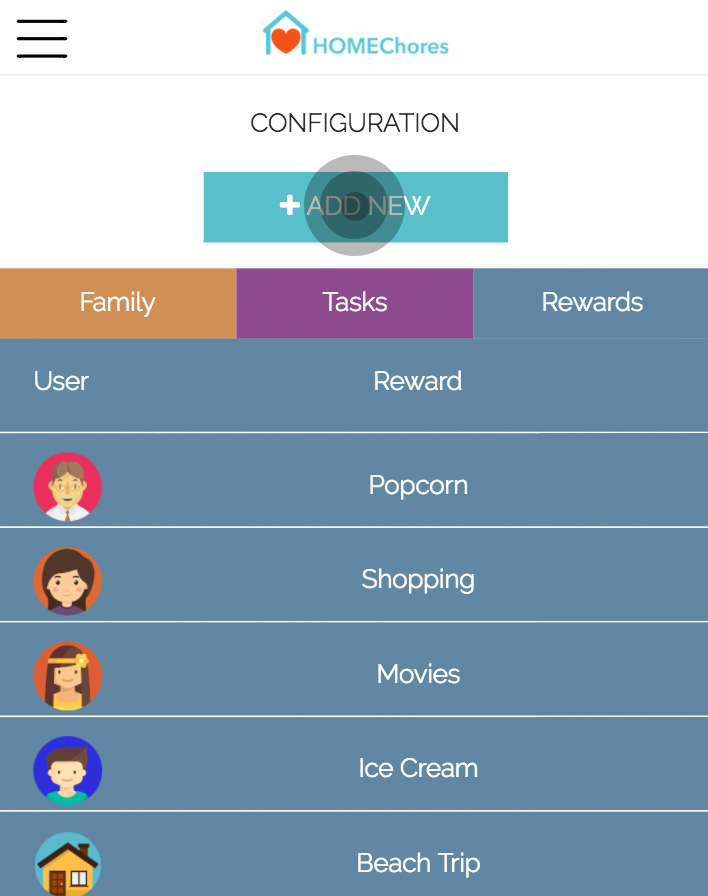 HOMEChores
CONFIGURATION
ADD NEW
Family Tasks Rewards
User Reward
Popcorn
Shopping
Movies
Ice Cream
Beach Trip